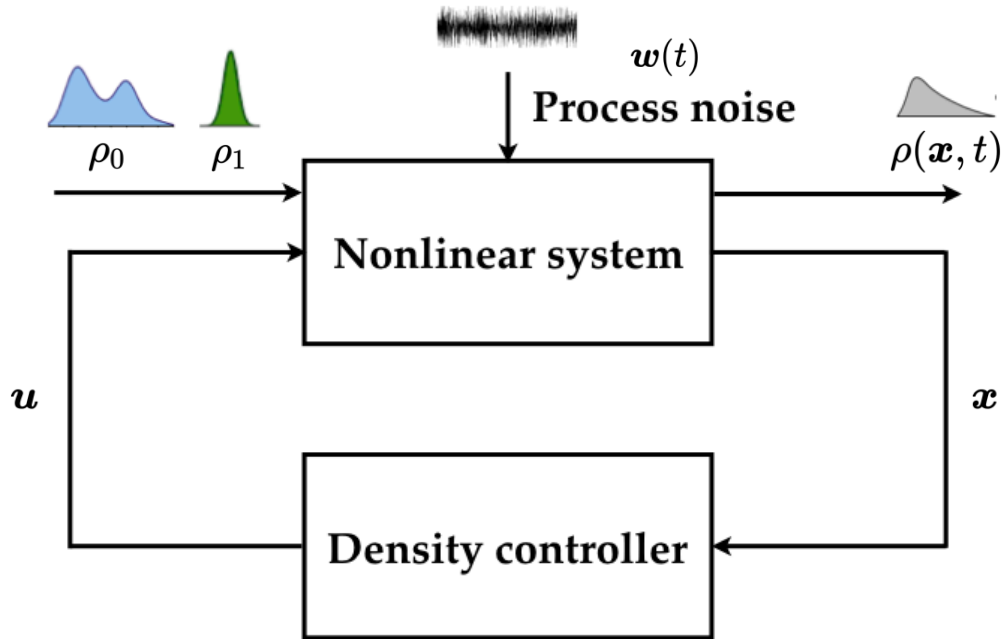 w(t)
Process noise
ρ₀ ρ₁ ρ(x, t)
Nonlinear system
u x
Density controller